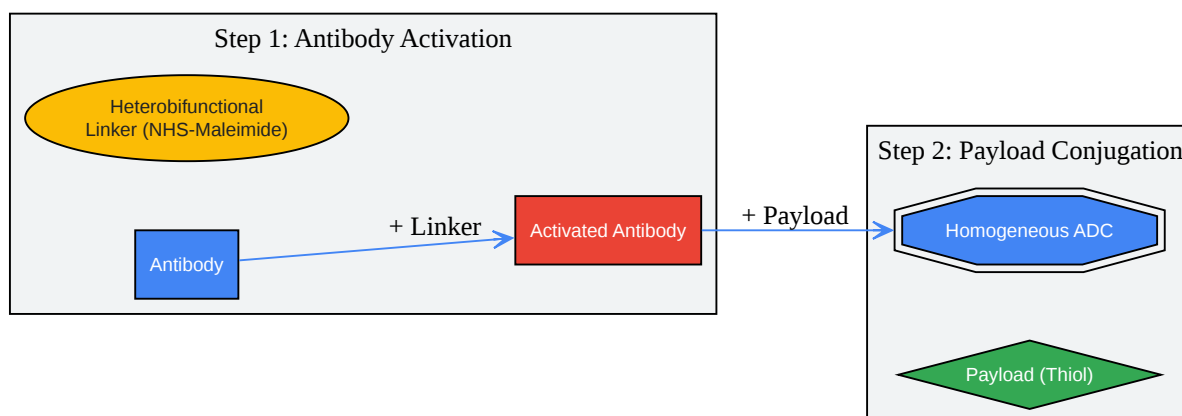 Step 1: Antibody Activation
Heterobifunctional
Linker (NHS-Maleimide)
Antibody
+ Linker
Activated Antibody
+ Payload
Step 2: Payload Conjugation
Homogeneous ADC
Payload (Thiol)